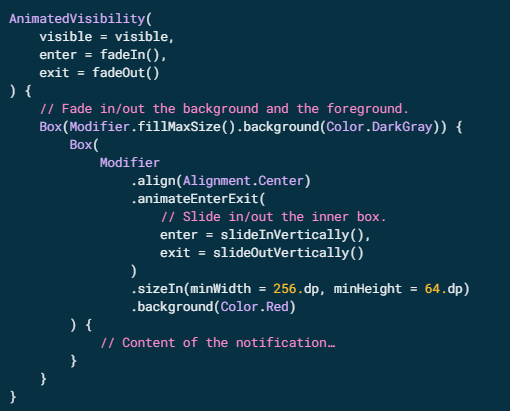 AnimatedVisibility(
    visible = visible,
    enter = fadeIn(),
    exit = fadeOut()
) {
    // Fade in/out the background and the foreground.
    Box(Modifier.fillMaxSize().background(Color.DarkGray)) {
        Box(
            Modifier
                .align(Alignment.Center)
                .animateEnterExit(
                    // Slide in/out the inner box.
                    enter = slideInVertically(),
                    exit = slideOutVertically()
                )
                .sizeIn(minWidth = 256.dp, minHeight = 64.dp)
                .background(Color.Red)
        ) {
            // Content of the notification…
        }
    }
}